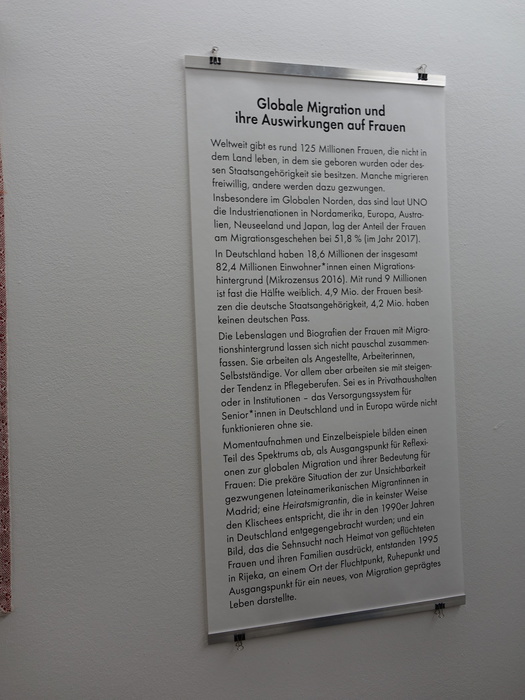 Globale Migration und
ihre Auswirkungen auf Frauen
Weltweit gibt es rund 125 Millionen Frauen, die nicht in
dem Land leben, in dem sie geboren wurden oder des-
sen Staatsangehörigkeit sie besitzen. Manche migrieren
freiwillig, andere werden dazu gezwungen.
Insbesondere im Globalen Norden, das sind laut UNO
die Industrienationen in Nordamerika, Europa, Austra-
lien, Neuseeland und Japan, lag der Anteil der Frauen
am Migrationsgeschehen bei 51,8 % (im Jahr 2017).
In Deutschland haben 18,6 Millionen der insgesamt
82,4 Millionen Einwohner*innen einen Migrations-
hintergrund (Mikrozensus 2016). Mit rund 9 Millionen
ist fast die Hälfte weiblich. 4,9 Mio. der Frauen besit-
zen die deutsche Staatsangehörigkeit, 4,2 Mio. haben
keinen deutschen Pass.
Die Lebenslagen und Biografien der Frauen mit Migra-
tionshintergrund lassen sich nicht pauschal zusammen-
fassen. Sie arbeiten als Angestellte, Arbeiterinnen,
Selbstständige. Vor allem aber arbeiten sie mit steigen-
der Tendenz in Pflegeberufen. Sei es in Privathaushalten
oder in Institutionen – das Versorgungssystem für
Senior*innen in Deutschland und in Europa würde nicht
funktionieren ohne sie.
Momentaufnahmen und Einzelbeispiele bilden einen
Teil des Spektrums ab, als Ausgangspunkt für Reflexi-
onen zur globalen Migration und ihrer Bedeutung für
Frauen: Die prekäre Situation der zur Unsichtbarkeit
gezwungenen lateinamerikanischen Migrantinnen in
Madrid; eine Heiratsmigrantin, die in keinster Weise
den Klischees entspricht, die ihr in den 1990er Jahren
in Deutschland entgegengebracht wurden; und ein
Bild, das die Sehnsucht nach Heimat von geflüchteten
Frauen und ihren Familien ausdrückt, entstanden 1995
in Rijeka, an einem Ort der Fluchtpunkt, Ruhepunkt und
Ausgangspunkt für ein neues, von Migration geprägtes
Leben darstellte.